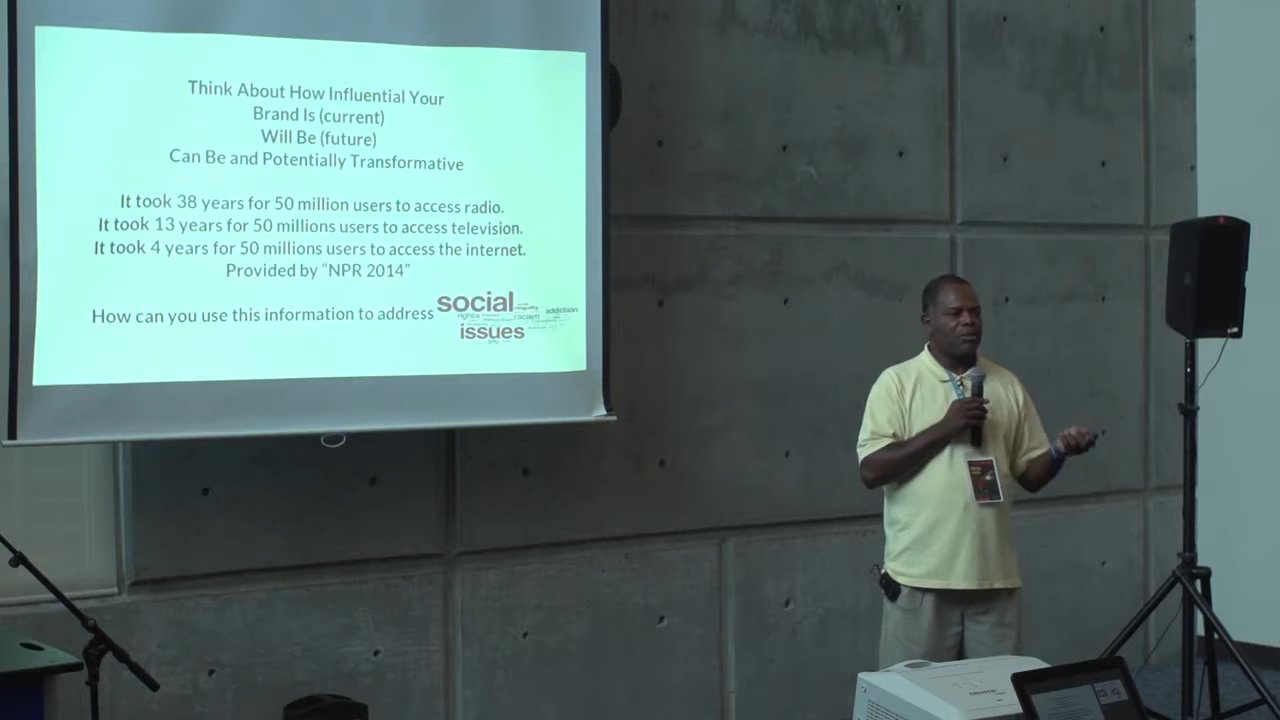 Think About How Influential Your
Brand Is (current)
Will Be (future)
Can Be and Potentially Transformative
It took 38 years for 50 million users to access radio.
It took 13 years for 50 millions users to access television.
It took 4 years for 50 millions users to access the internet.
Provided by “NPR 2014”
How can you use this information to address
social
rights racism addiction
issues